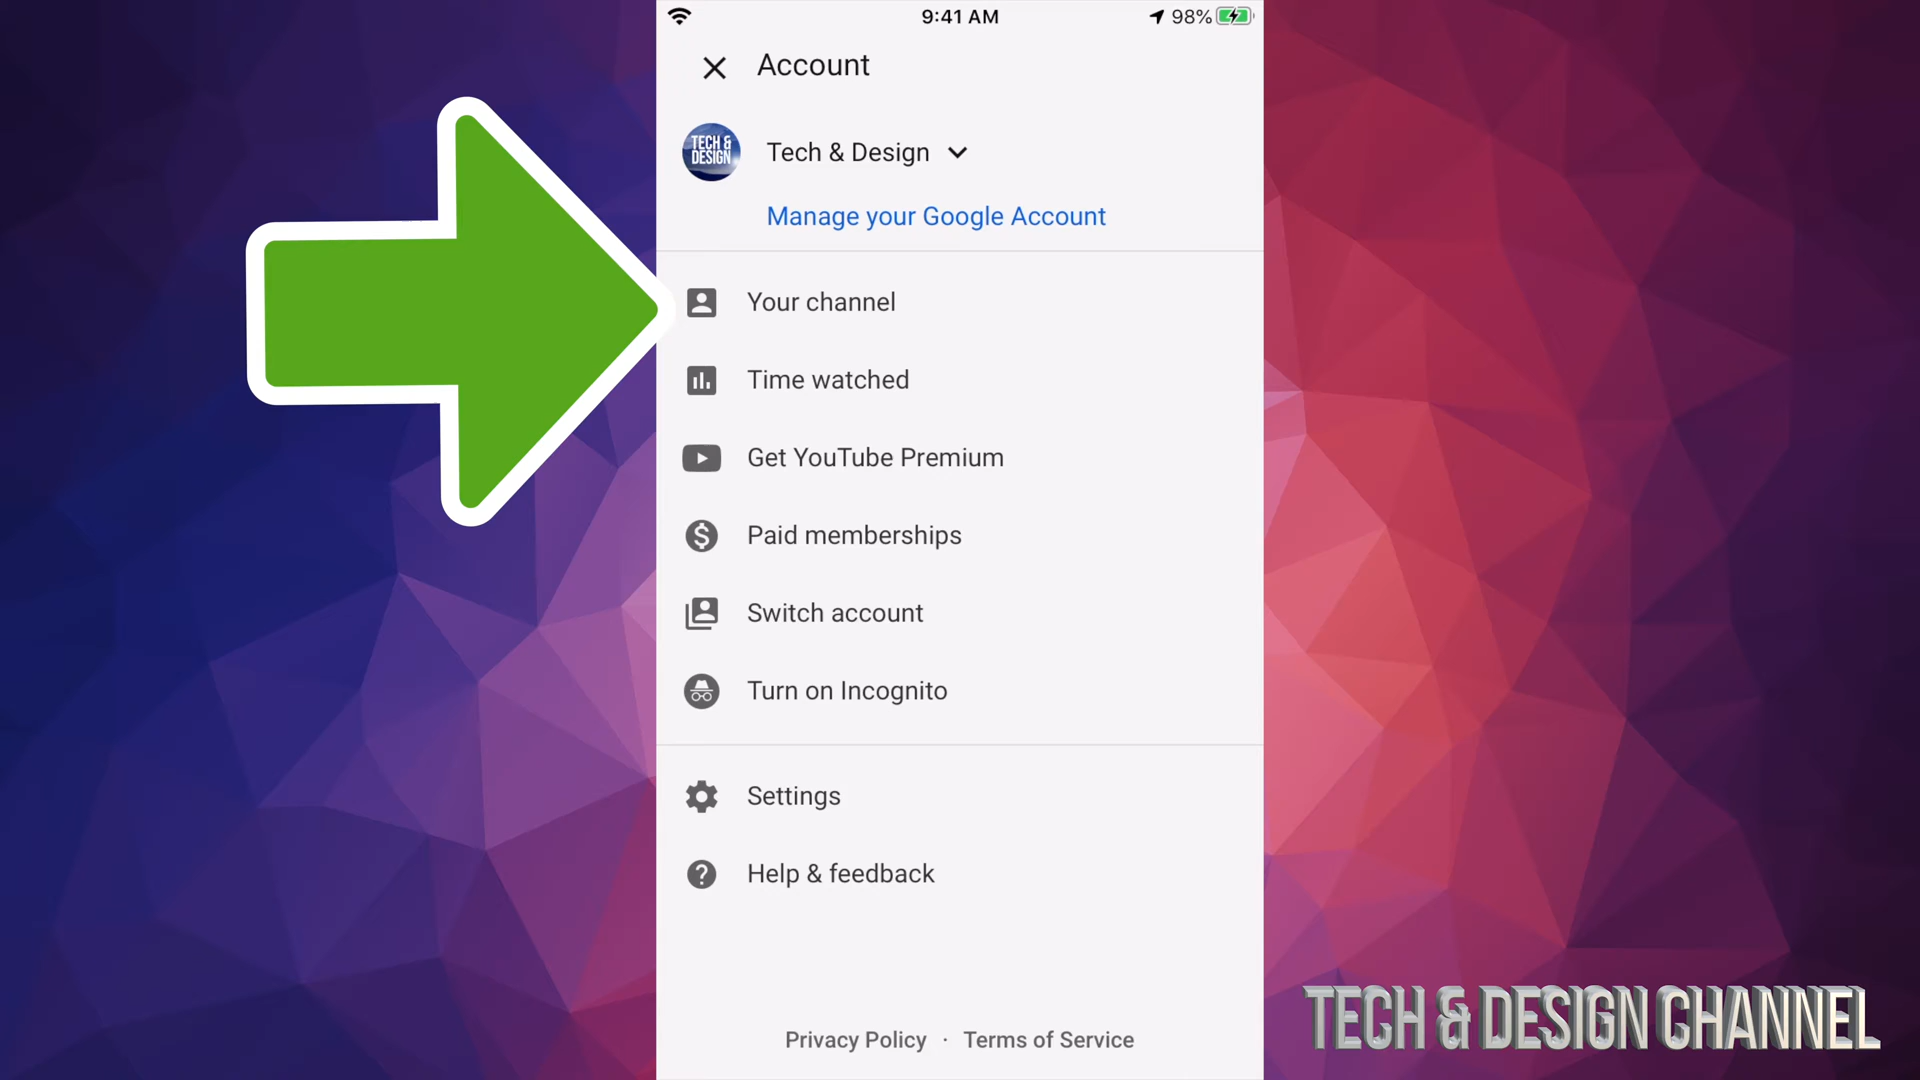 9:41 AM
98%
Account
TECH &
DESIGN
Tech & Design
Manage your Google Account
Your channel
Time watched
Get YouTube Premium
Paid memberships
Switch account
Turn on Incognito
Settings
Help & feedback
Privacy Policy · Terms of Service
TECH & DESIGN CHANNEL